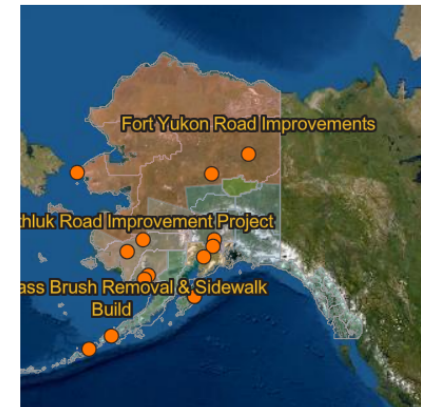 Fort Yukon Road Improvements
thluk Road Improvement Project
ass Brush Removal & Sidewalk
Build